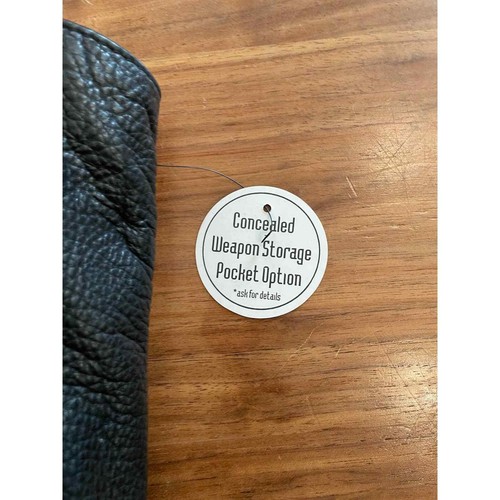 Concealed
Weapon Storage
Pocket Option
*ask for details